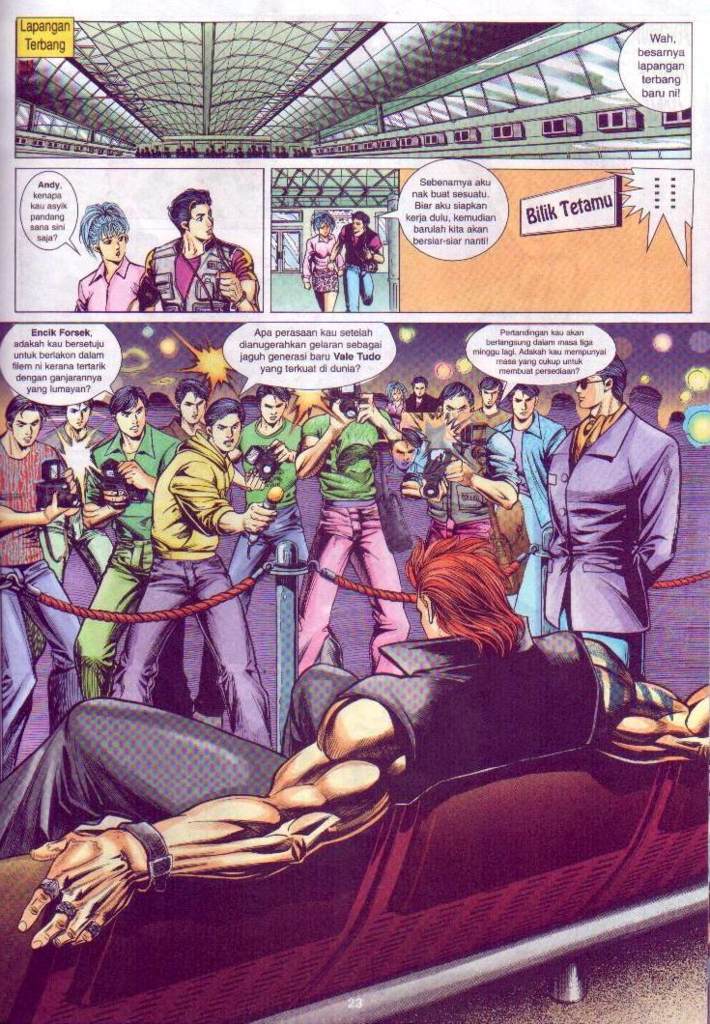 Lapangan
Terbang
Wah,
besarnya
lapangan
terbang
baru ni!
Andy,
kenapa
kau asyik
pandang
sana sini
saja?
Sebenarnya aku
nak buat sesuatu.
Biar aku siapkan
kerja dulu, kemudian
barulah kita akan
bersiar-siar nanti!
Bilik Tetamu
Encik Forsek,
adakah kau bersetuju
untuk berlakon dalam
filem ni kerana tertarik
dengan ganjarannya
yang lumayan?
Apa perasaan kau setelah
dianugerahkan gelaran sebagai
jaguh generasi baru Vale Tudo
yang terkuat di dunia?
Pertandingan kau akan
berlangsung dalam masa tiga
minggu lagi. Adakah kau mempunyai
masa yang cukup untuk
membuat persediaan?
23